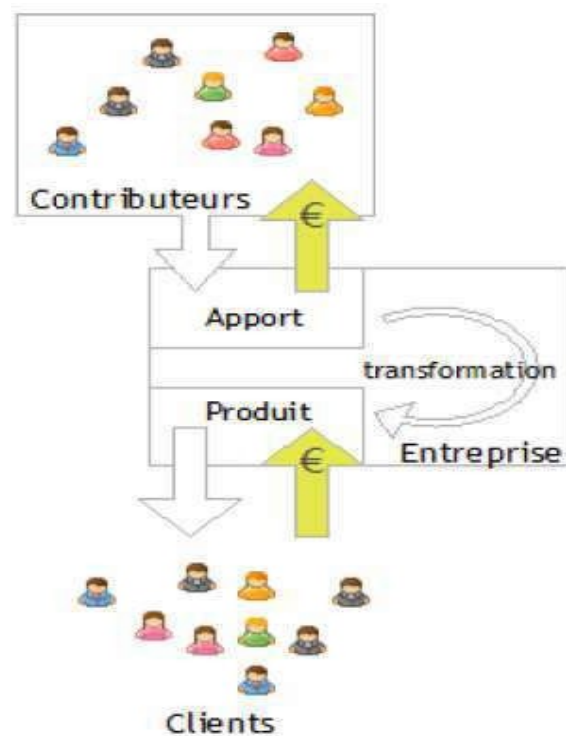 Contributeurs
€
Apport
transformation
Produit
Entreprise
€
Clients